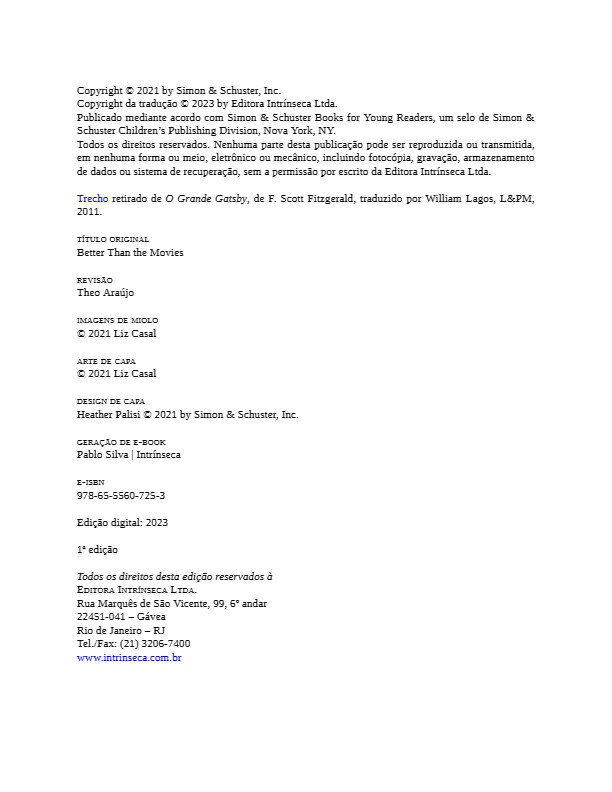 Copyright © 2021 by Simon & Schuster, Inc.
Copyright da tradução © 2023 by Editora Intrínseca Ltda.
Publicado mediante acordo com Simon & Schuster Books for Young Readers, um selo de Simon &
Schuster Children’s Publishing Division, Nova York, NY.
Todos os direitos reservados. Nenhuma parte desta publicação pode ser reproduzida ou transmitida,
em nenhuma forma ou meio, eletrônico ou mecânico, incluindo fotocópia, gravação, armazenamento
de dados ou sistema de recuperação, sem a permissão por escrito da Editora Intrínseca Ltda.
Trecho retirado de O Grande Gatsby, de F. Scott Fitzgerald, traduzido por William Lagos, L&PM,
2011.
TÍTULO ORIGINAL
Better Than the Movies
REVISÃO
Theo Araújo
IMAGENS DE MIOLO
© 2021 Liz Casal
ARTE DE CAPA
© 2021 Liz Casal
DESIGN DE CAPA
Heather Palisi © 2021 by Simon & Schuster, Inc.
GERAÇÃO DE E-BOOK
Pablo Silva | Intrínseca
E-ISBN
978-65-5560-725-3
Edição digital: 2023
1ª edição
Todos os direitos desta edição reservados à
EDITORA INTRÍNSECA LTDA.
Rua Marquês de São Vicente, 99, 6º andar
22451-041 – Gávea
Rio de Janeiro – RJ
Tel./Fax: (21) 3206-7400
www.intrinseca.com.br